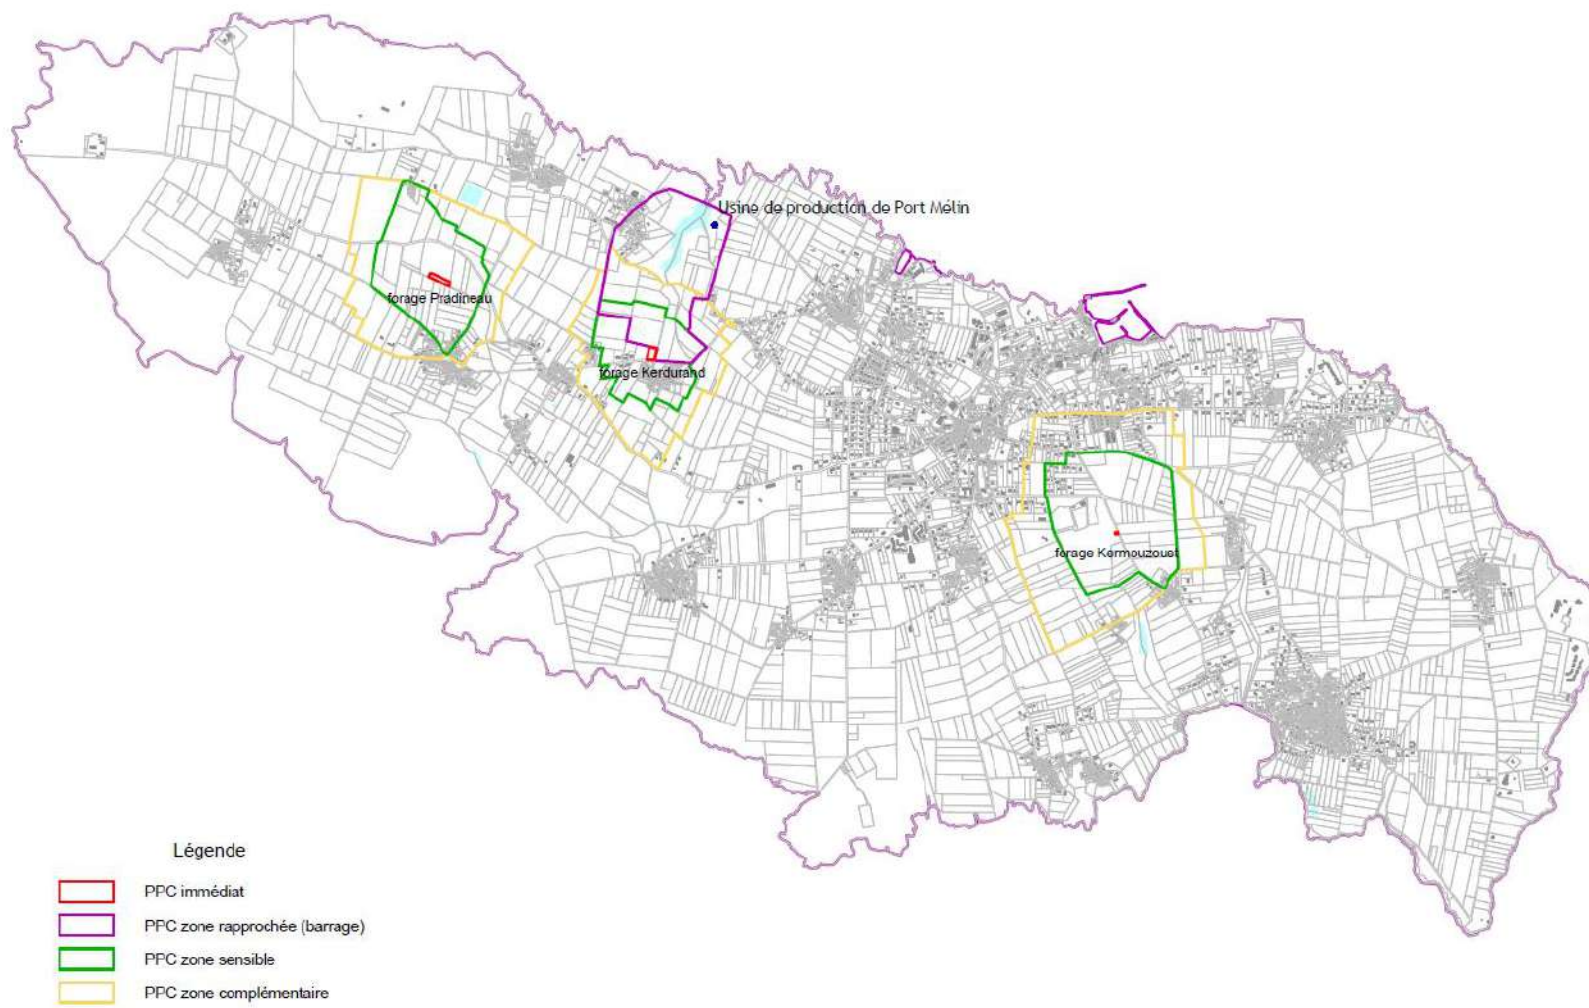 Usine de production de Port Mélin
forage Pradineau
forage Kerdurand
forage Kermouzouet
Légende
PPC immédiat
PPC zone rapprochée (barrage)
PPC zone sensible
PPC zone complémentaire